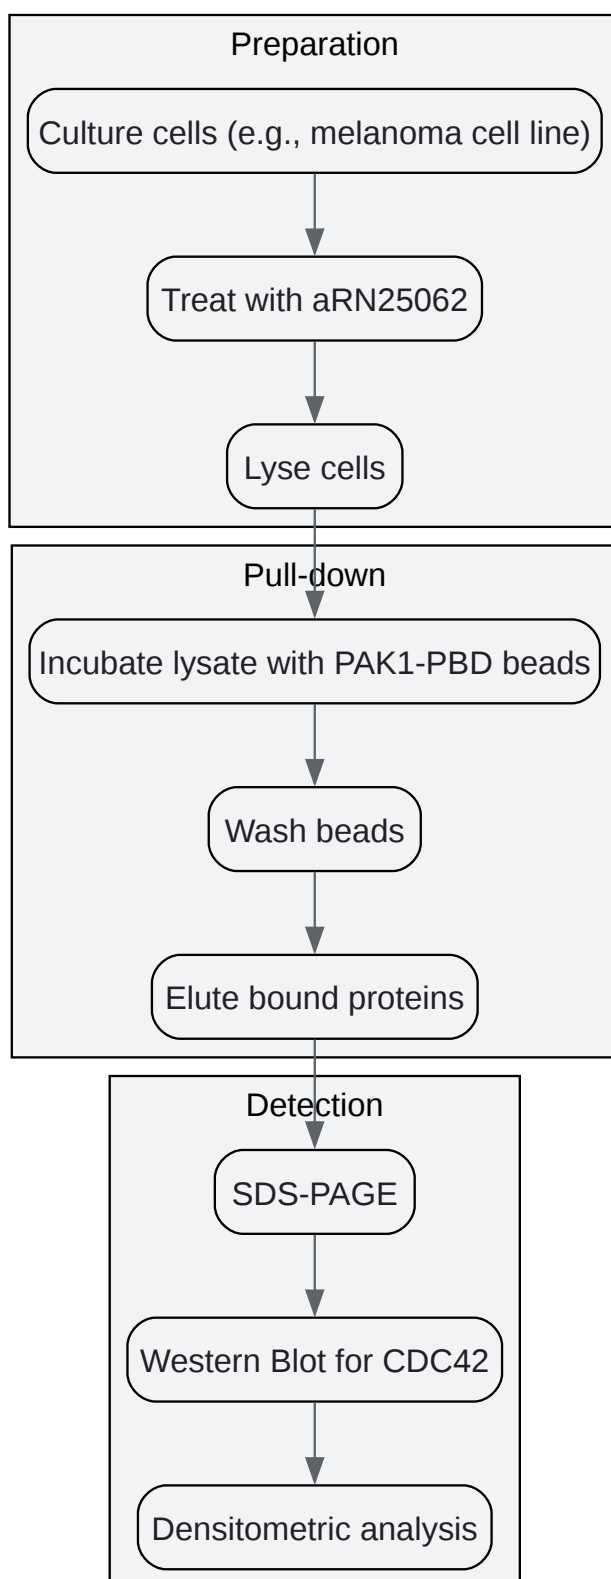 Preparation
Culture cells (e.g., melanoma cell line)
Treat with aRN25062
Lyse cells
Pull-down
Incubate lysate with PAK1-PBD beads
Wash beads
Elute bound proteins
Detection
SDS-PAGE
Western Blot for CDC42
Densitometric analysis